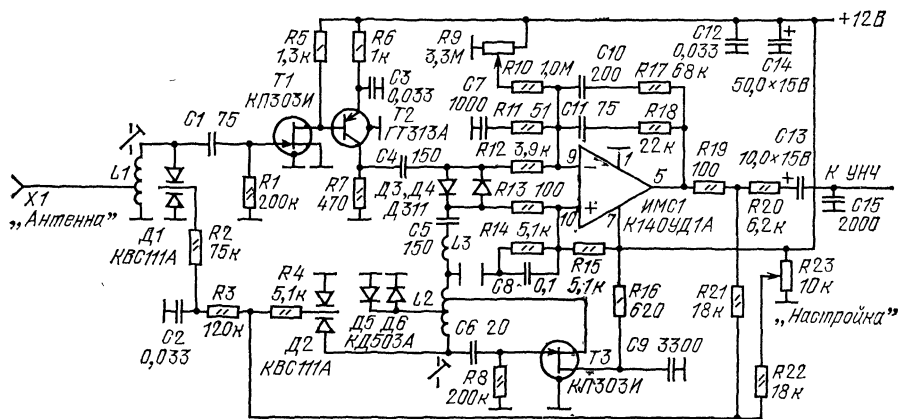 +12В
R5
1,3к
R6
1к
R9
3,3М
C12
0,033
C14
50,0×15В
R10 1,0М
C10
200
R17
68к
T1
КП303И
C3
0,033
T2
ГТ313А
C7
1000
R11 51
C11 75
R18
22к
C1 75
C4 150
R12 3,9к
9
1
5
C13
10,0×15В
R19
100
К УНЧ
L1
X1
„Антенна"
R1
200к
R7
470
Д3, Д4
Д311
R13 100
10
7
ИМС1
К140УД1А
R20
6,2к
C15
2000
Д1
КВС111А
R2
75к
C5
150
L3
R14 5,1к
C8 0,1
R15
5,1к
R23
10к
„Настройка"
R4
5,1к
L2
R16
620
R21
18к
C2
0,033
R3
120к
Д2
КВС111А
Д5 Д6
КД503А
C6 20
R8
200к
T3
КП303И
C9 3300
R22
18к